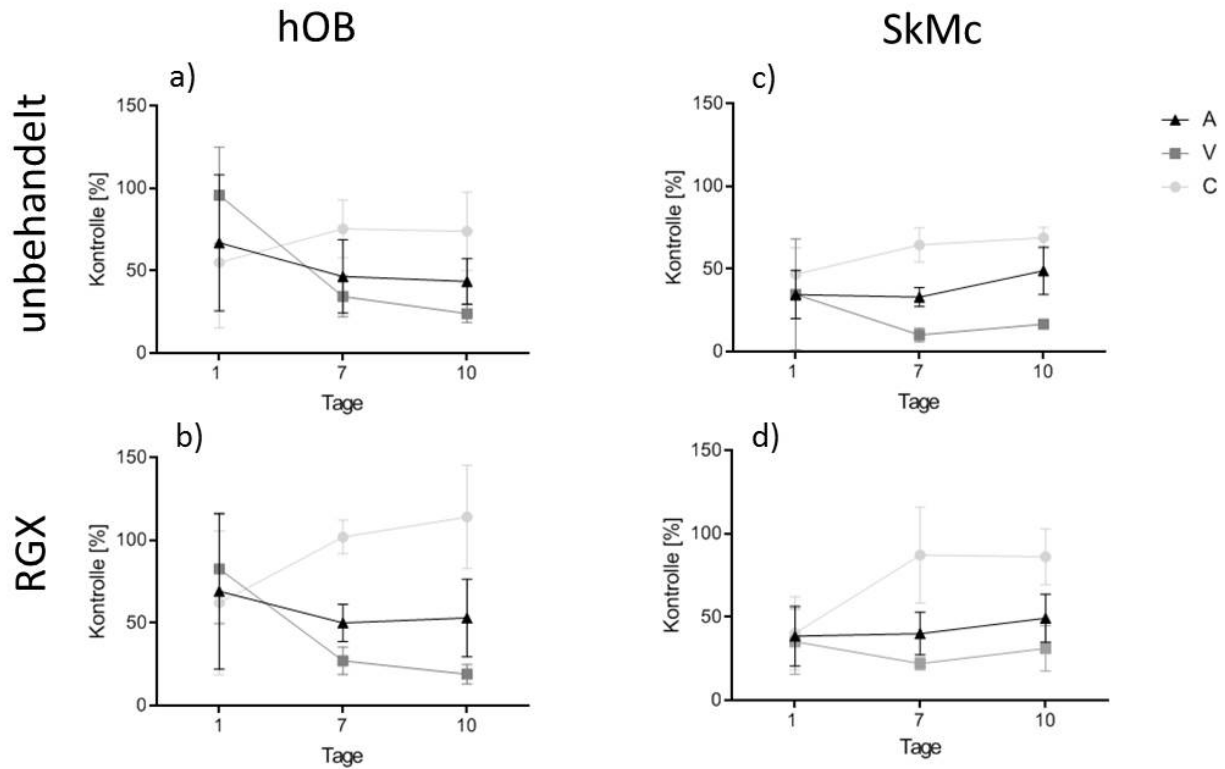 hOB
SkMc
unbehandelt
RGX
a)
150
100
50
0
Kontrolle [%]
1 7 10
Tage
c)
150
100
50
0
Kontrolle [%]
1 7 10
Tage
A
V
C
b)
150
100
50
0
Kontrolle [%]
1 7 10
Tage
d)
150
100
50
0
Kontrolle [%]
1 7 10
Tage